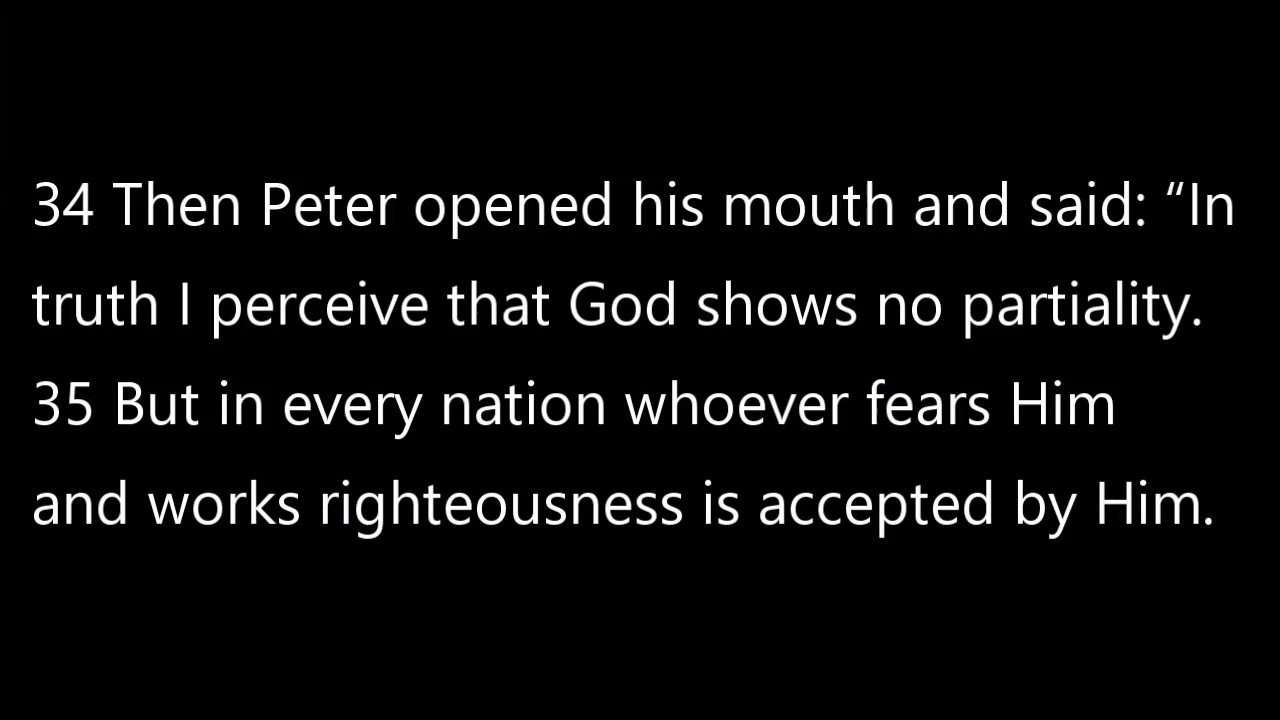 34 Then Peter opened his mouth and said: “In
truth I perceive that God shows no partiality.
35 But in every nation whoever fears Him
and works righteousness is accepted by Him.